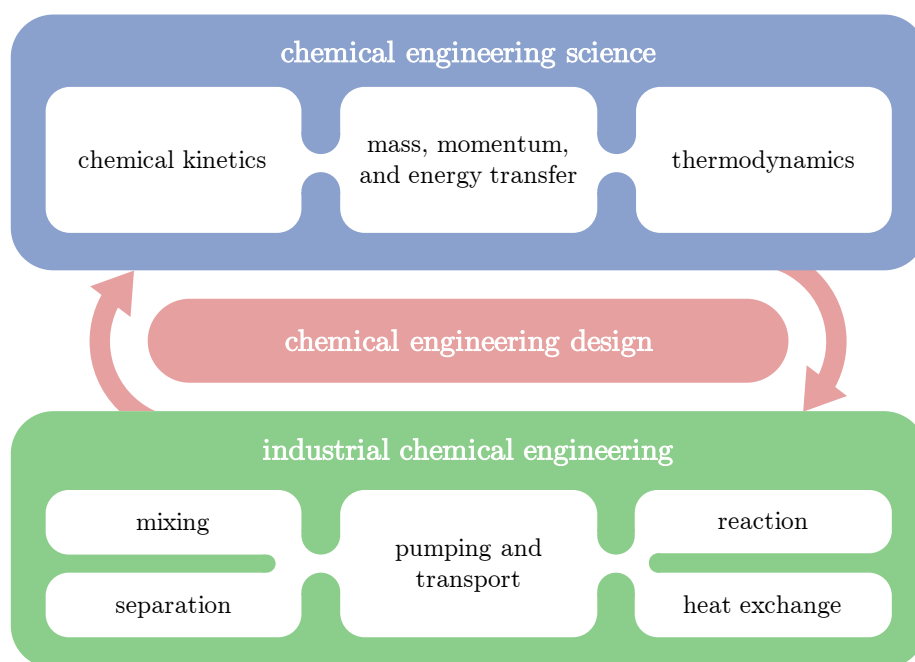 chemical engineering science
chemical kinetics
mass, momentum,
and energy transfer
thermodynamics
chemical engineering design
industrial chemical engineering
mixing
separation
pumping and
transport
reaction
heat exchange